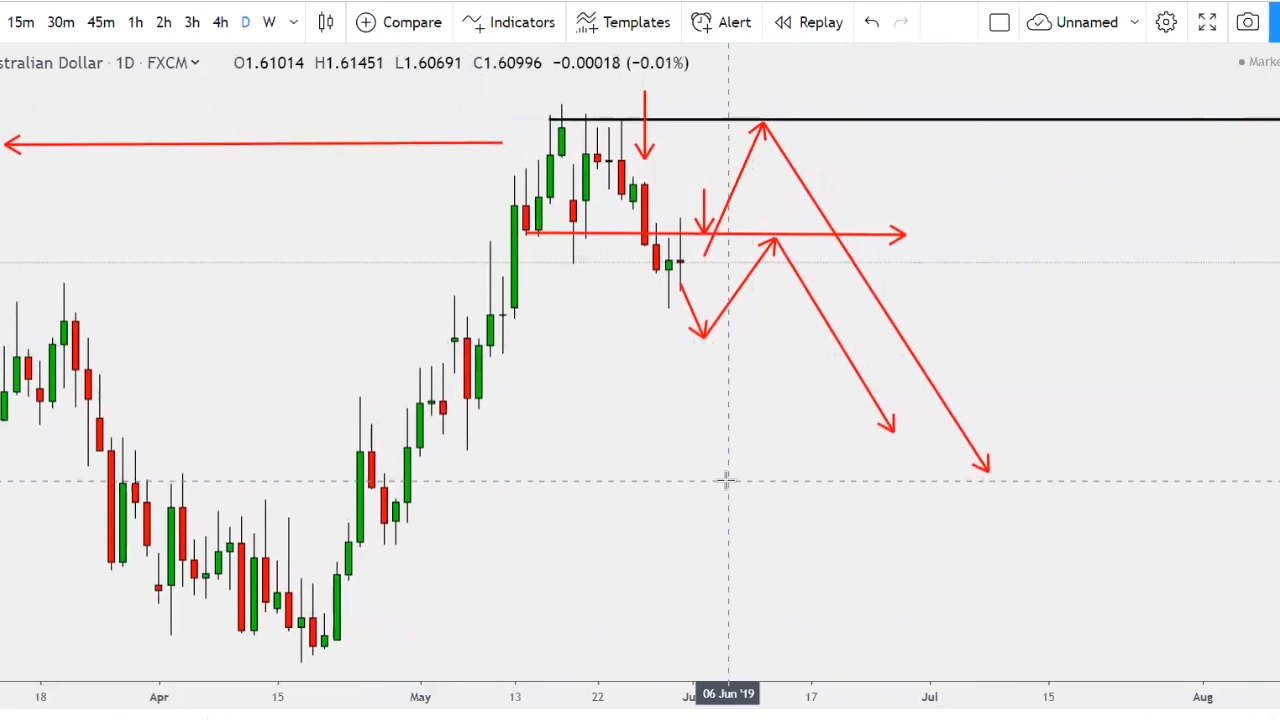 15m 30m 45m 1h 2h 3h 4h D W Compare Indicators Templates Alert Replay Unnamed
stralian Dollar · 1D · FXCM O1.61014 H1.61451 L1.60691 C1.60996 −0.00018 (−0.01%) Marke
18 Apr 15 May 13 22 Ju 06 Jun '19 17 Jul 15 Aug